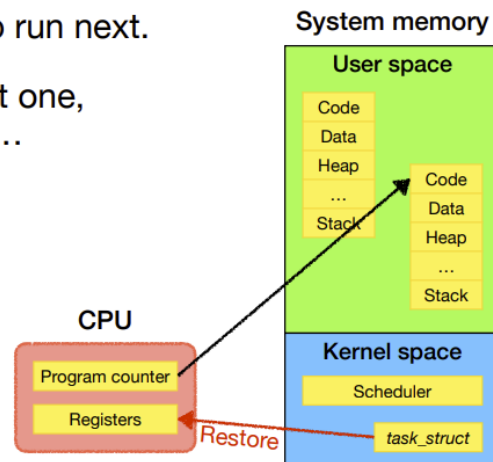 o run next.
t one,
..
System memory
User space
Code
Data
Heap
...
Stack
Code
Data
Heap
...
Stack
CPU
Program counter
Registers
Restore
Kernel space
Scheduler
task_struct